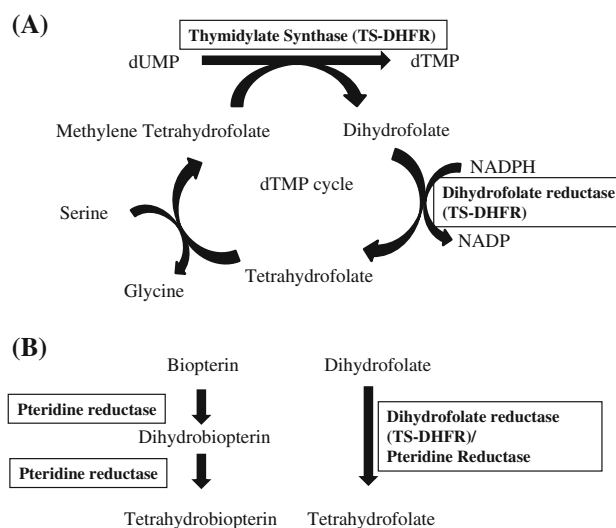 (A)
Thymidylate Synthase (TS-DHFR)
dUMP
dTMP
Methylene Tetrahydrofolate
Dihydrofolate
dTMP cycle
NADPH
Dihydrofolate reductase
(TS-DHFR)
Serine
NADP
Glycine
Tetrahydrofolate
(B)
Biopterin
Dihydrofolate
Pteridine reductase
Dihydrobiopterin
Dihydrofolate reductase
(TS-DHFR)/
Pteridine Reductase
Pteridine reductase
Tetrahydrobiopterin
Tetrahydrofolate